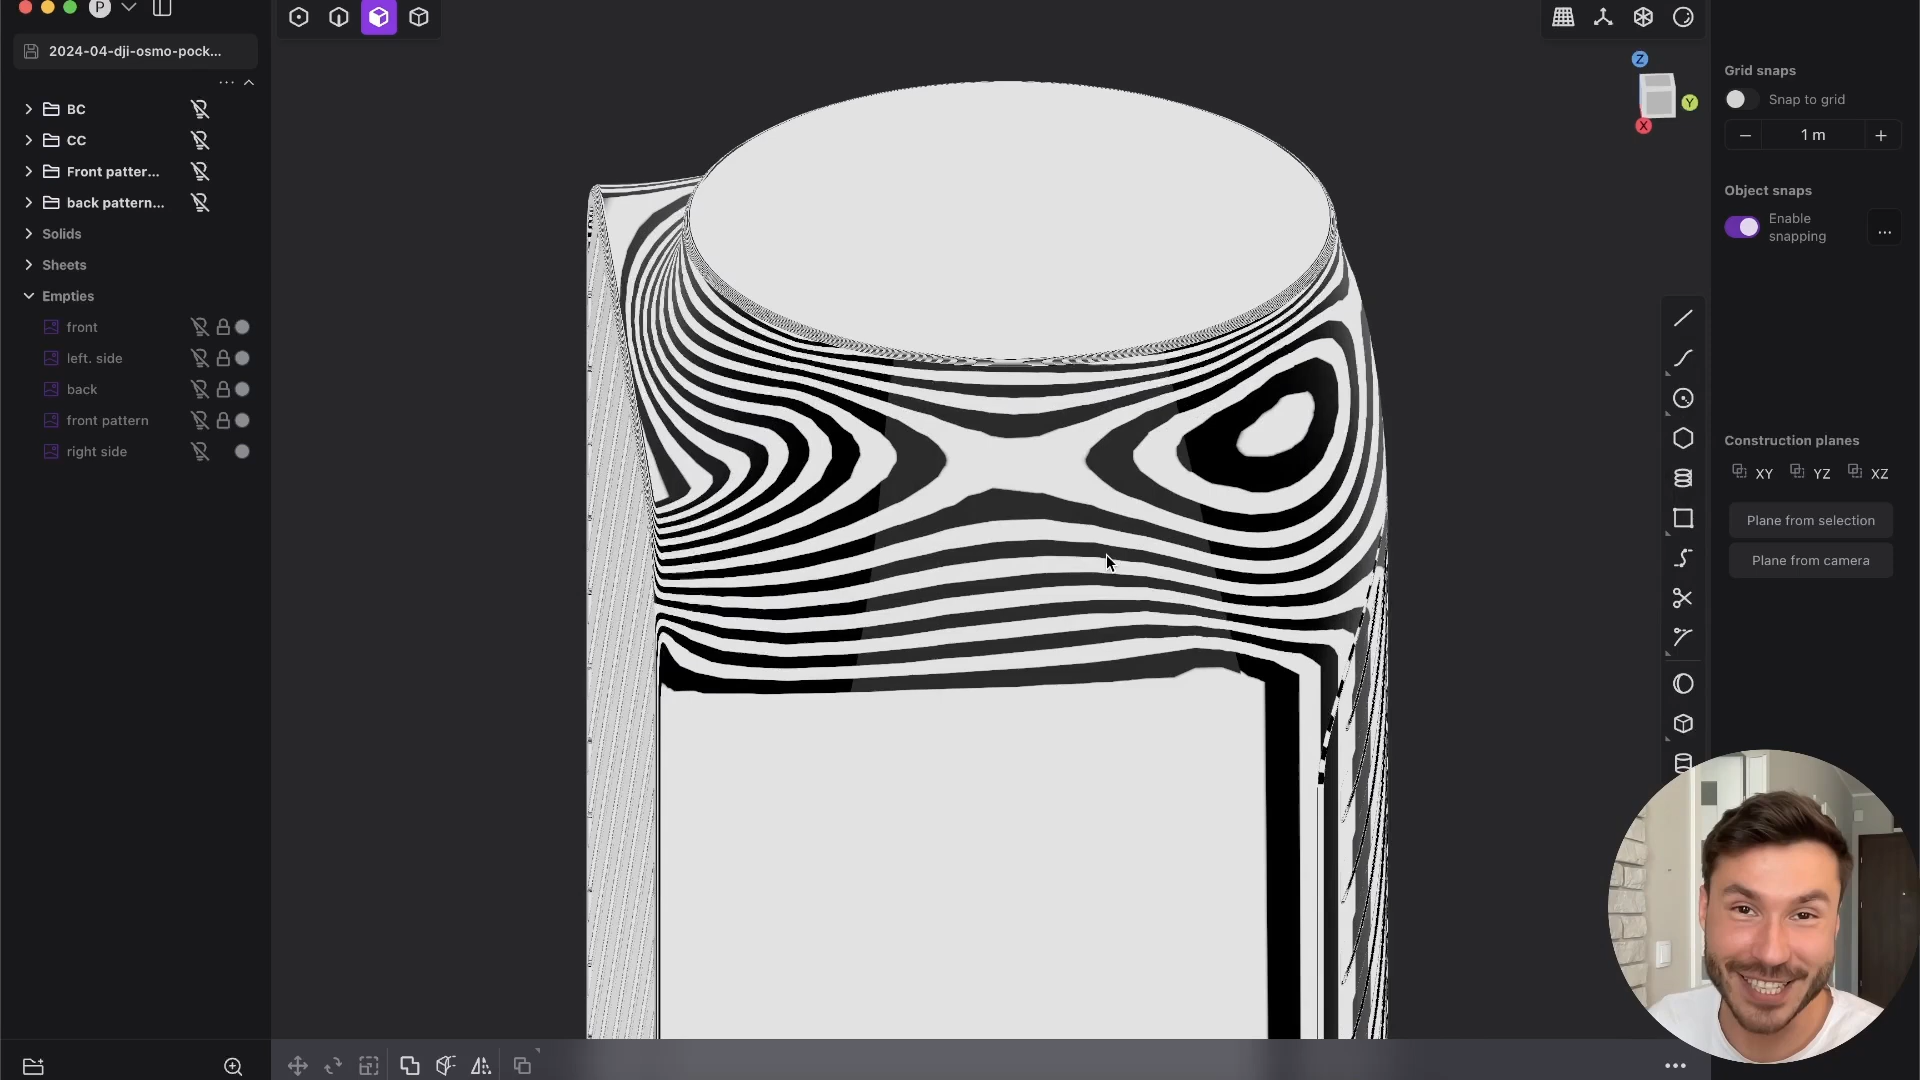 P
2024-04-dji-osmo-pock...
BC
CC
Front patter...
back pattern...
Solids
Sheets
Empties
front
left. side
back
front pattern
right side
Z
Y
X
Grid snaps
Snap to grid
1 m
Object snaps
Enable
snapping
...
Construction planes
XY YZ XZ
Plane from selection
Plane from camera